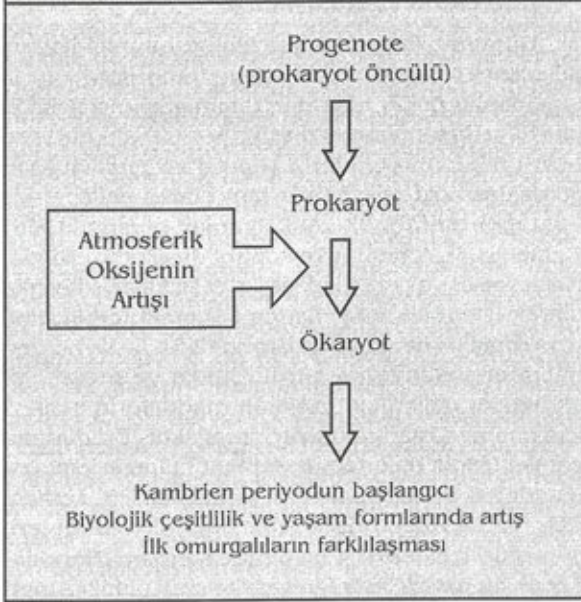 Progenote
(prokaryot öncülü)
Prokaryot
Atmosferik
Oksijenin
Artışı
Ökaryot
Kambrien periyodun başlangıcı
Biyolojik çeşitlilik ve yaşam formlarında artış
İlk omurgalıların farklılaşması